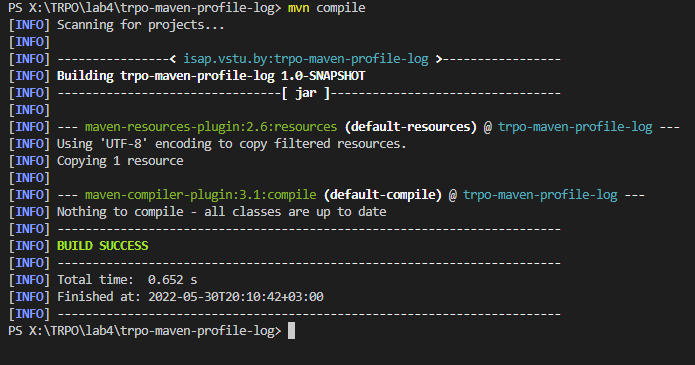 PS X:\TRPO\lab4\trpo-maven-profile-log> mvn compile
[INFO] Scanning for projects...
[INFO]
[INFO] ----------------< isap.vstu.by:trpo-maven-profile-log >-----------------
[INFO] Building trpo-maven-profile-log 1.0-SNAPSHOT
[INFO] --------------------------------[ jar ]---------------------------------
[INFO]
[INFO] --- maven-resources-plugin:2.6:resources (default-resources) @ trpo-maven-profile-log ---
[INFO] Using 'UTF-8' encoding to copy filtered resources.
[INFO] Copying 1 resource
[INFO]
[INFO] --- maven-compiler-plugin:3.1:compile (default-compile) @ trpo-maven-profile-log ---
[INFO] Nothing to compile - all classes are up to date
[INFO] ------------------------------------------------------------------------
[INFO] BUILD SUCCESS
[INFO] ------------------------------------------------------------------------
[INFO] Total time:  0.652 s
[INFO] Finished at: 2022-05-30T20:10:42+03:00
[INFO] ------------------------------------------------------------------------
PS X:\TRPO\lab4\trpo-maven-profile-log>